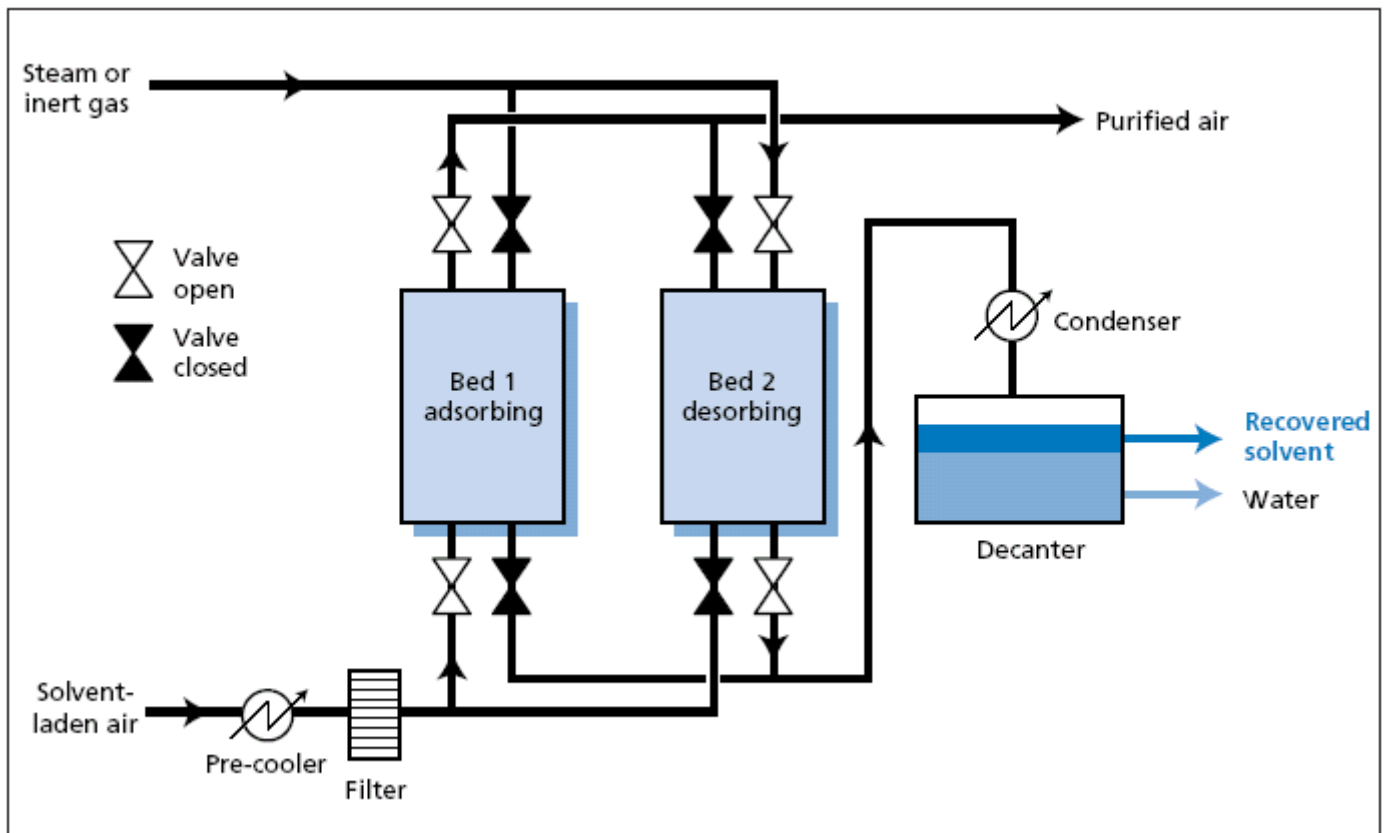 Steam or
inert gas
Purified air
Valve
open
Valve
closed
Bed 1
adsorbing
Bed 2
desorbing
Condenser
Recovered
solvent
Water
Decanter
Solvent-
laden air
Pre-cooler
Filter